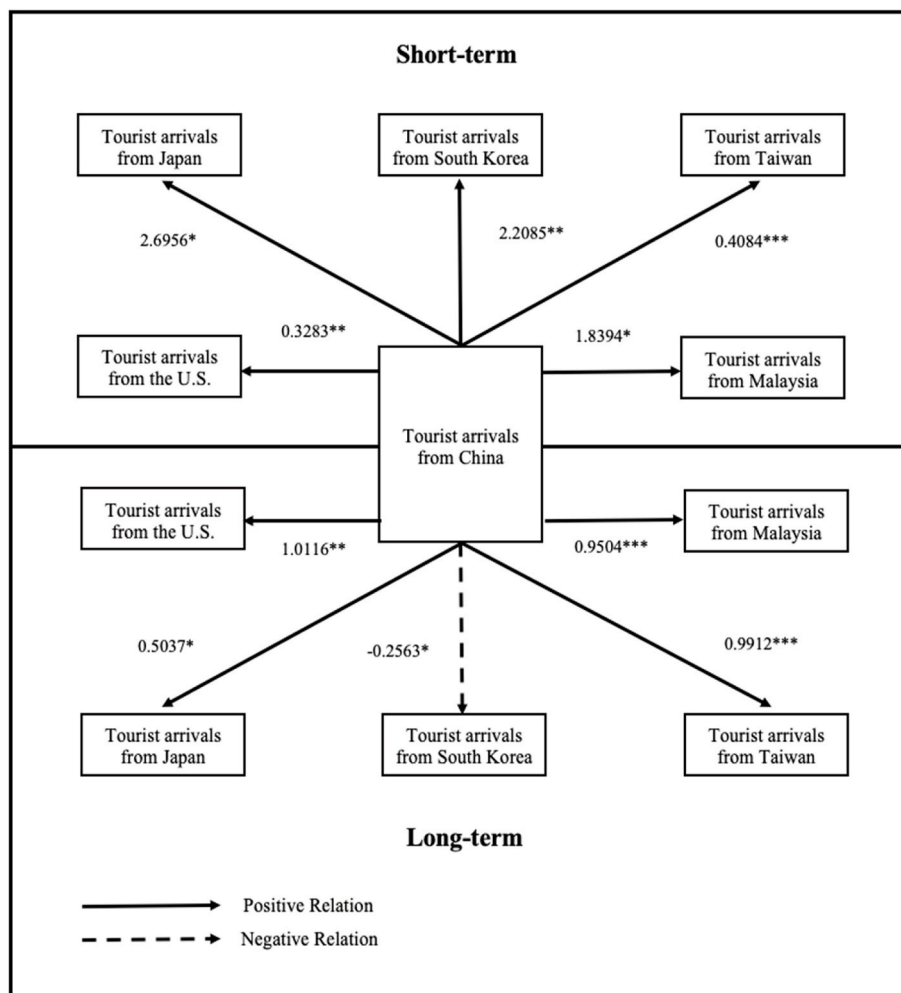 Short-term
Tourist arrivals
from Japan
Tourist arrivals
from South Korea
Tourist arrivals
from Taiwan
2.6956*
2.2085**
0.4084***
0.3283**
1.8394*
Tourist arrivals
from the U.S.
Tourist arrivals
from Malaysia
Tourist arrivals
from China
Tourist arrivals
from the U.S.
Tourist arrivals
from Malaysia
1.0116**
0.9504***
0.5037*
-0.2563*
0.9912***
Tourist arrivals
from Japan
Tourist arrivals
from South Korea
Tourist arrivals
from Taiwan
Long-term
Positive Relation
Negative Relation